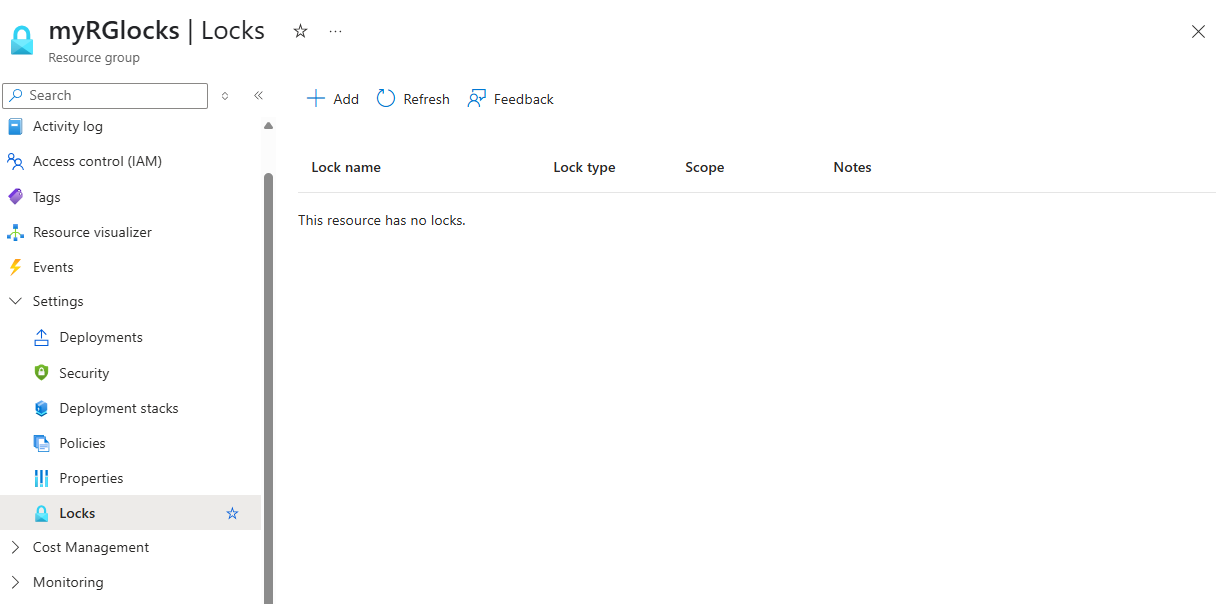 myRGlocks | Locks
...
Resource group
Search
Add Refresh Feedback
Activity log
Access control (IAM)
Tags
Resource visualizer
Events
Settings
Deployments
Security
Deployment stacks
Policies
Properties
Locks
Cost Management
Monitoring
Lock name Lock type Scope Notes
This resource has no locks.